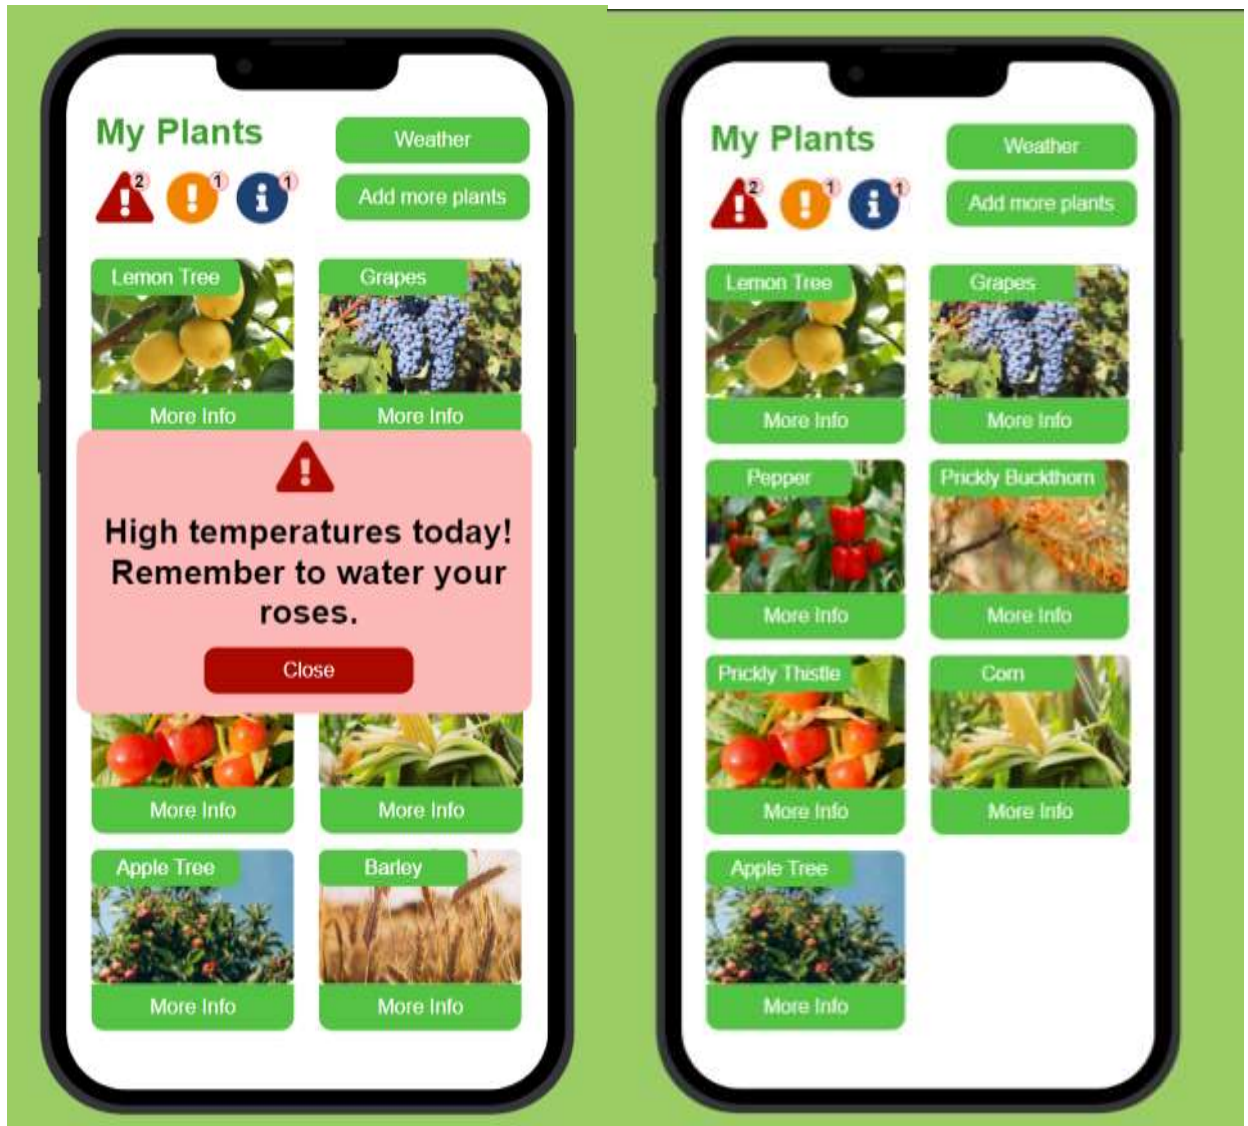 My Plants
Weather
2 1 1
Add more plants
Lemon Tree Grapes
More Info More Info
High temperatures today!
Remember to water your
roses.
Close
More Info More Info
Apple Tree Barley
More Info More Info
My Plants
Weather
2 1 1
Add more plants
Lemon Tree Grapes
More Info More Info
Pepper Prickly Buckthorn
More Info More Info
Prickly Thistle Corn
More Info More Info
Apple Tree
More Info